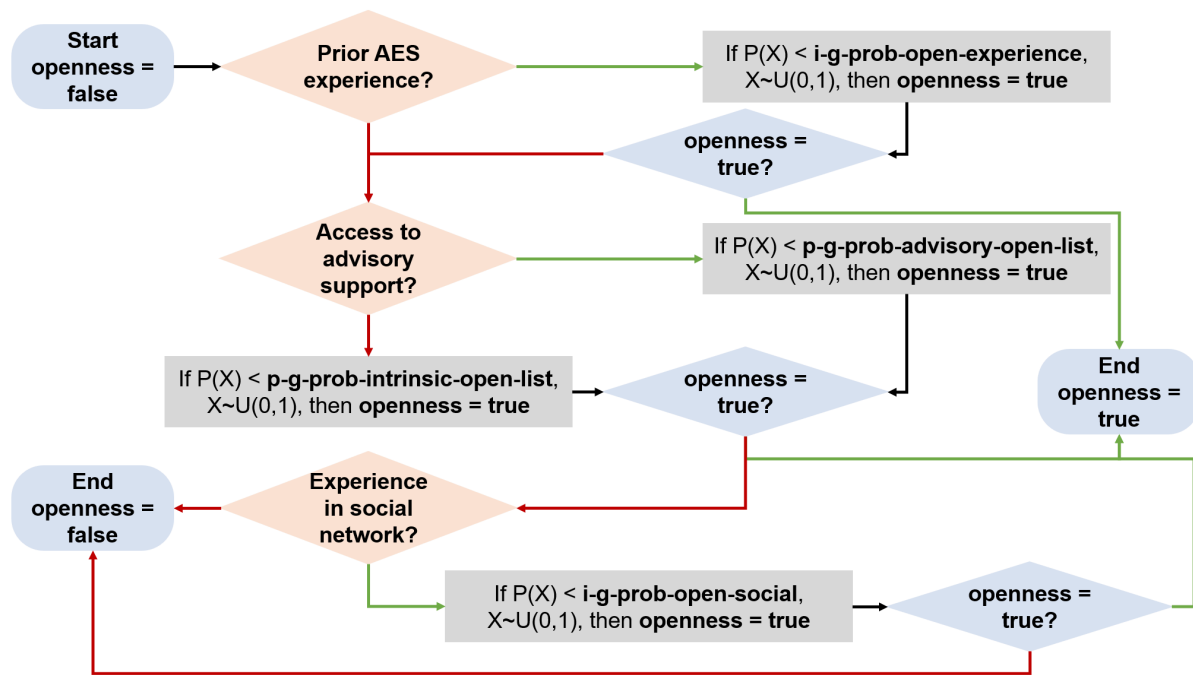 Start
openness =
false
Prior AES
experience?
If P(X) < i-g-prob-open-experience,
X~U(0,1), then openness = true
openness =
true?
Access to
advisory
support?
If P(X) < p-g-prob-advisory-open-list,
X~U(0,1), then openness = true
If P(X) < p-g-prob-intrinsic-open-list,
X~U(0,1), then openness = true
openness =
true?
End
openness =
true
End
openness =
false
Experience
in social
network?
If P(X) < i-g-prob-open-social,
X~U(0,1), then openness = true
openness =
true?